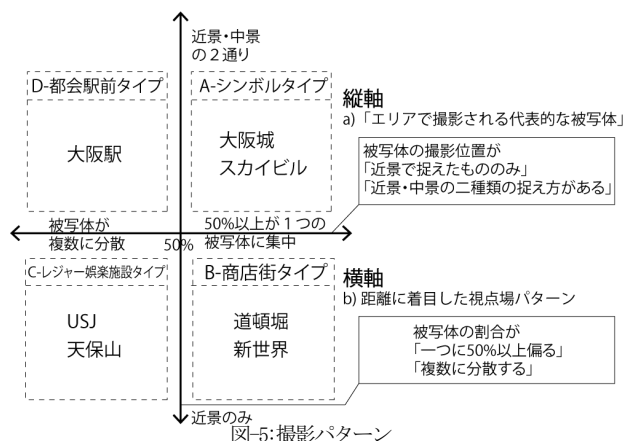 近景・中景
の２通り
D-都会駅前タイプ
大阪駅
A-シンボルタイプ
大阪城
スカイビル
縦軸
a)「エリアで撮影される代表的な被写体」
被写体の撮影位置が
「近景で捉えたもののみ」
「近景・中景の二種類の捉え方がある」
被写体が
複数に分散
50%
50%以上が１つの
被写体に集中
C-レジャー娯楽施設タイプ
USJ
天保山
B-商店街タイプ
道頓堀
新世界
横軸
b) 距離に着目した視点場パターン
被写体の割合が
「一つに50%以上偏る」
「複数に分散する」
近景のみ
図-5:撮影パターン